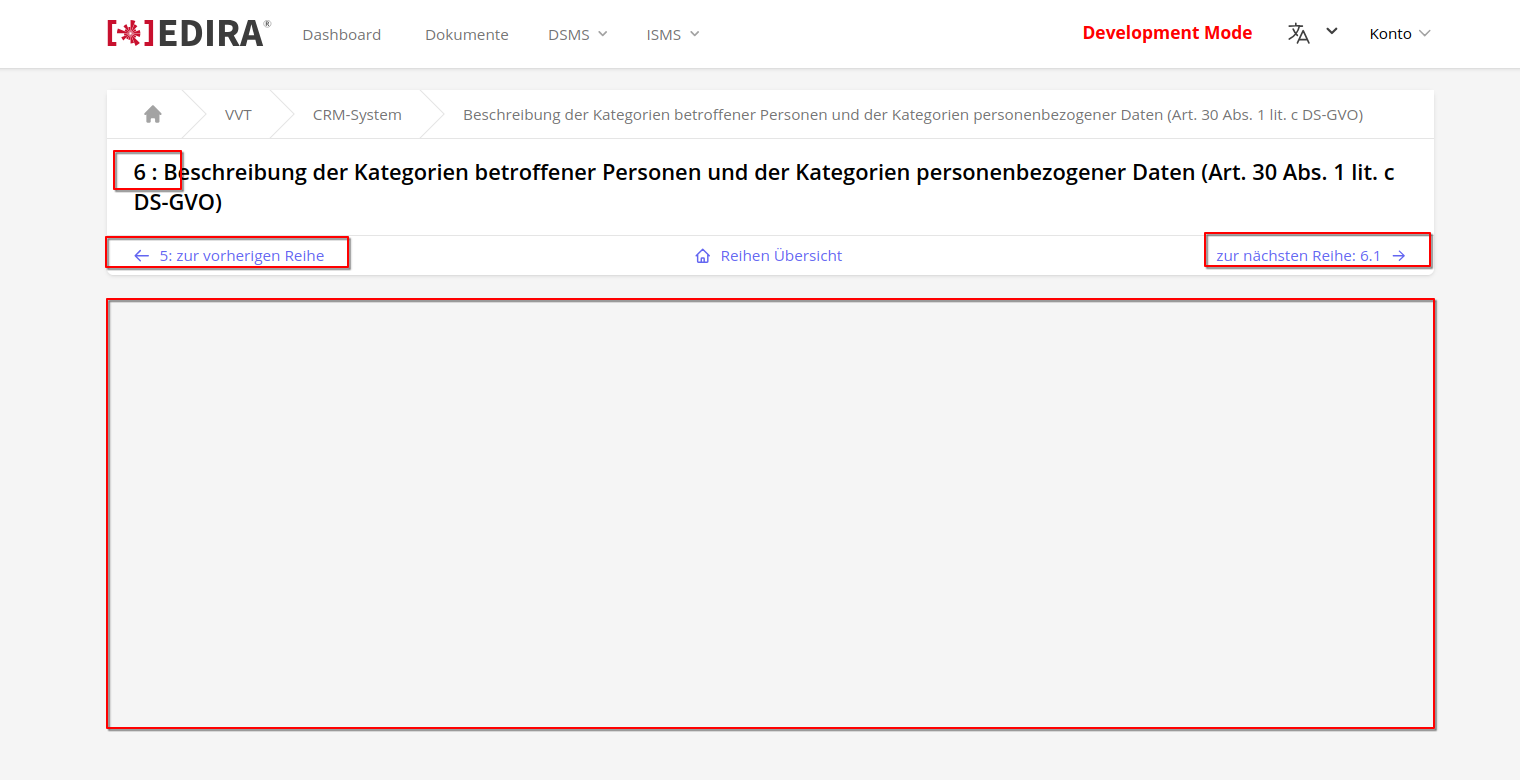 [*]EDIRA®
Dashboard
Dokumente
DSMS
ISMS
Development Mode
Konto
VVT
CRM-System
Beschreibung der Kategorien betroffener Personen und der Kategorien personenbezogener Daten (Art. 30 Abs. 1 lit. c DS-GVO)
6 : Beschreibung der Kategorien betroffener Personen und der Kategorien personenbezogener Daten (Art. 30 Abs. 1 lit. c
DS-GVO)
← 5: zur vorherigen Reihe
Reihen Übersicht
zur nächsten Reihe: 6.1 →